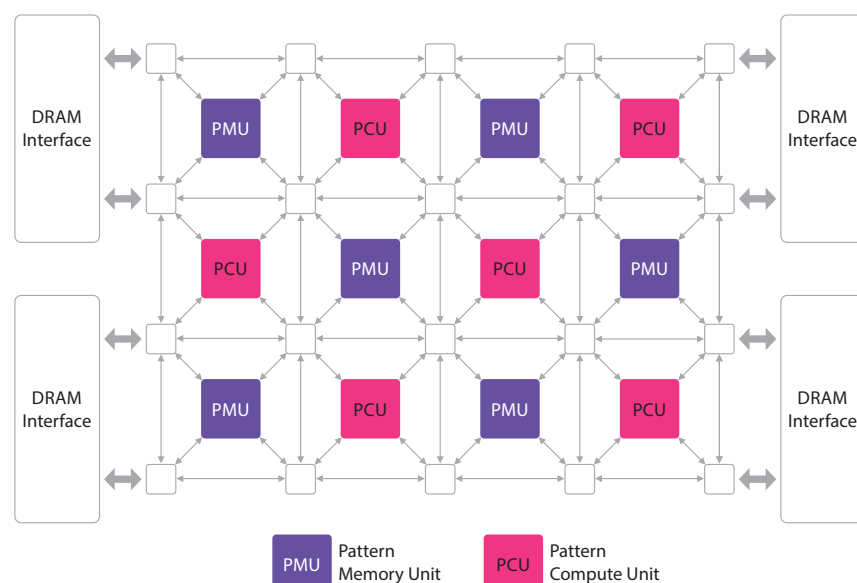 DRAM
Interface
DRAM
Interface
PMU
PCU
PMU
PCU
PCU
PMU
PCU
PMU
DRAM
Interface
DRAM
Interface
PMU
PCU
PMU
PCU
PMU
Pattern
Memory Unit
PCU
Pattern
Compute Unit